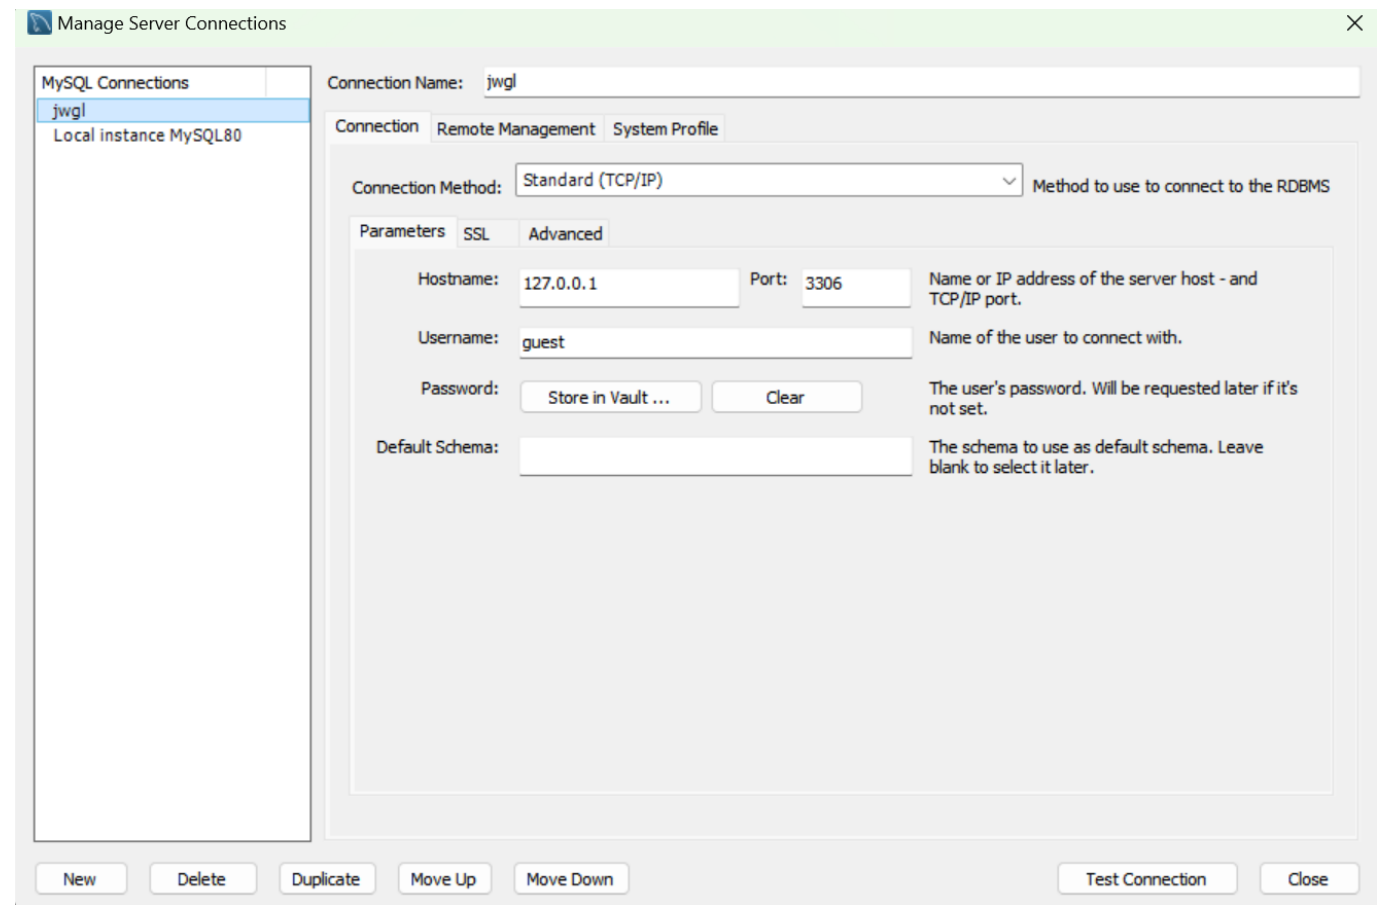 Manage Server Connections
MySQL Connections
jwgl
Local instance MySQL80
Connection Name: jwgl
Connection Remote Management System Profile
Connection Method: Standard (TCP/IP) Method to use to connect to the RDBMS
Parameters SSL Advanced
Hostname: 127.0.0.1 Port: 3306 Name or IP address of the server host - and
TCP/IP port.
Username: guest Name of the user to connect with.
Password: Store in Vault ... Clear The user's password. Will be requested later if it's
not set.
Default Schema: The schema to use as default schema. Leave
blank to select it later.
New Delete Duplicate Move Up Move Down Test Connection Close